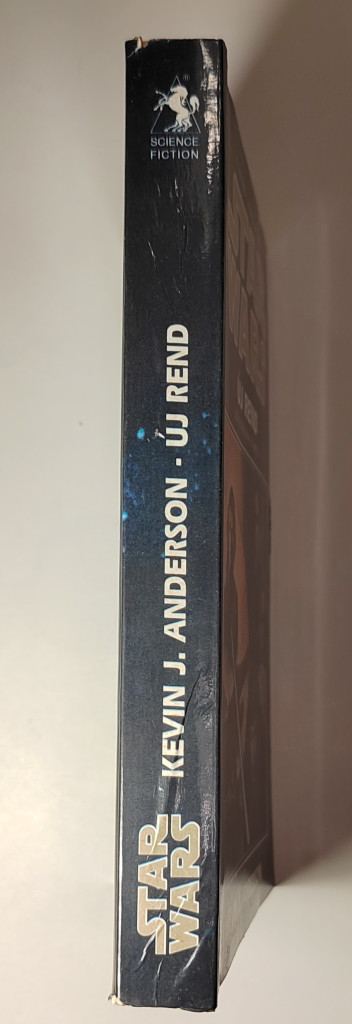 SCIENCE
FICTION
STAR
WARS
KEVIN J. ANDERSON · ÚJ REND